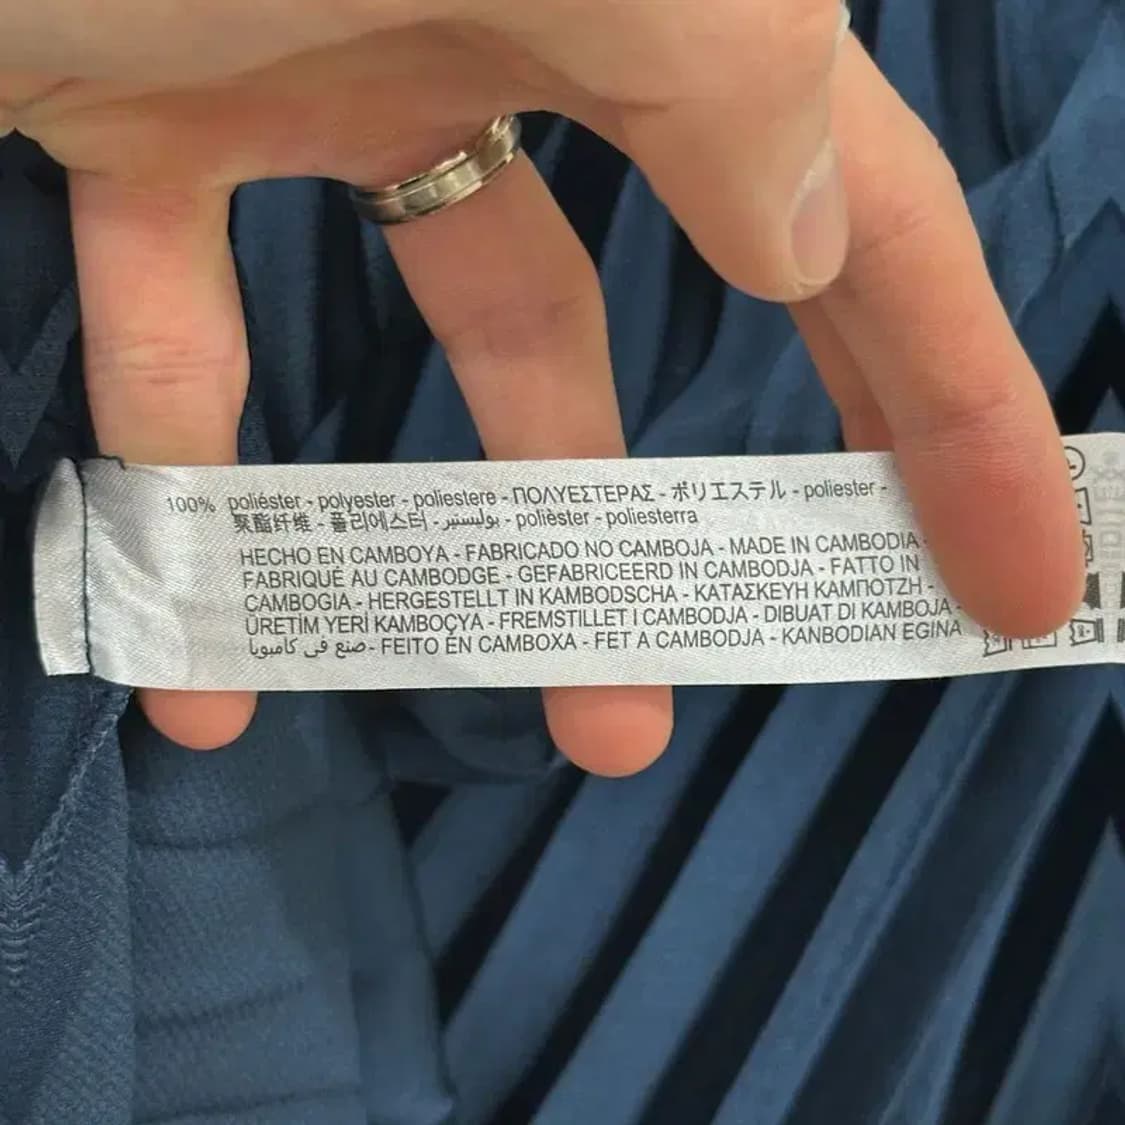 100% poliéster - polyester - poliestere - ΠΟΛΥΕΣΤΕΡΑΣ - ポリエステル - poliester -
聚酯纤维 - 폴리에스터 - بوليستير - polièster - poliesterra
HECHO EN CAMBOYA - FABRICADO NO CAMBOJA - MADE IN CAMBODIA -
FABRIQUÉ AU CAMBODGE - GEFABRICEERD IN CAMBODJA - FATTO IN
CAMBOGIA - HERGESTELLT IN KAMBODSCHA - ΚΑΤΑΣΚΕΥΗ ΚΑΜΠΟΤΖΗ -
ÜRETİM YERİ KAMBOÇYA - FREMSTILLET I CAMBODJA - DIBUAT DI KAMBOJA -
صنع في كامبوديا - FEITO EN CAMBOXA - FET A CAMBODJA - KANBODIAN EGINA